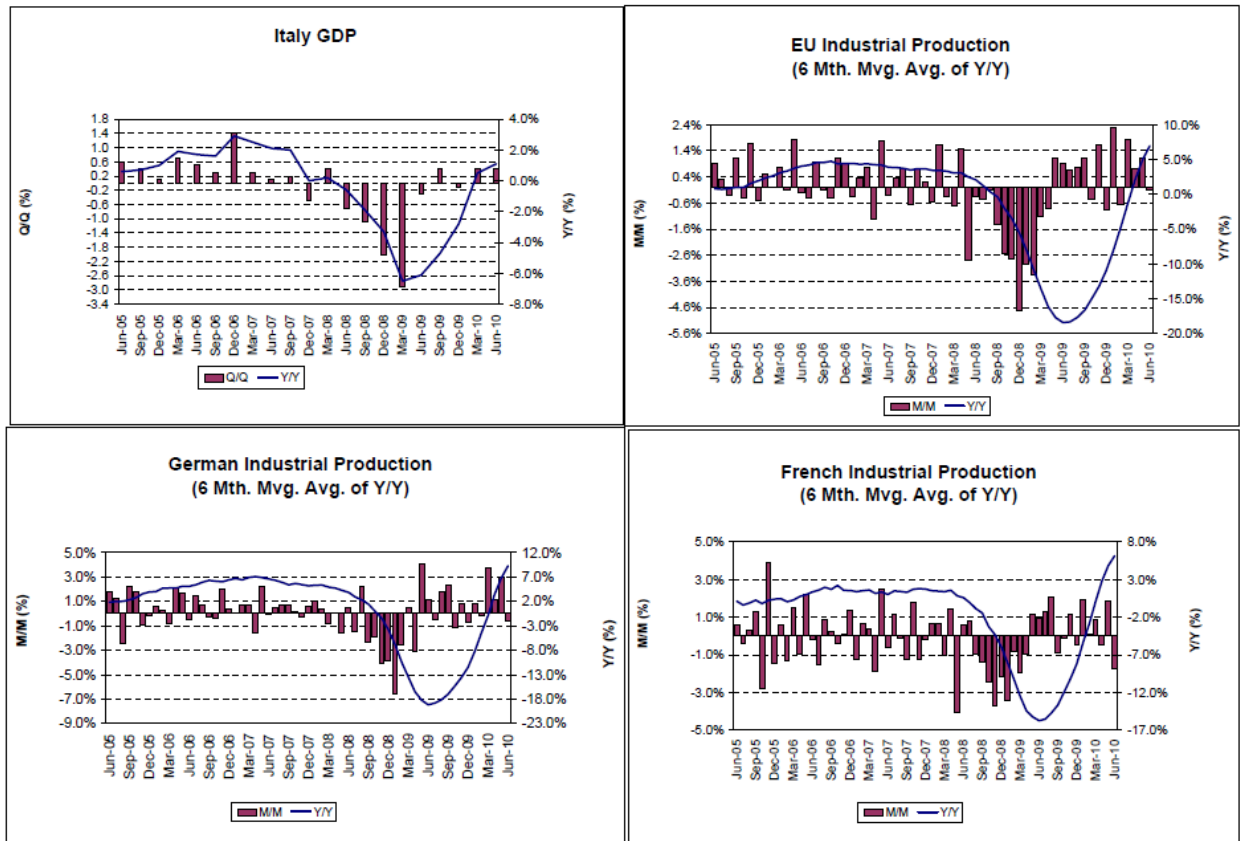 Italy GDP
Q/Q (%)
1.8
1.4
1.0
0.6
0.2
-0.2
-0.6
-1.0
-1.4
-1.8
-2.2
-2.6
-3.0
-3.4
4.0%
2.0%
0.0%
-2.0%
-4.0%
-6.0%
-8.0%
Y/Y (%)
Jun-05
Sep-05
Dec-05
Mar-06
Jun-06
Sep-06
Dec-06
Mar-07
Jun-07
Sep-07
Dec-07
Mar-08
Jun-08
Sep-08
Dec-08
Mar-09
Jun-09
Sep-09
Dec-09
Mar-10
Jun-10
Q/Q Y/Y
EU Industrial Production
(6 Mth. Mvg. Avg. of Y/Y)
M/M (%)
2.4%
1.4%
0.4%
-0.6%
-1.6%
-2.6%
-3.6%
-4.6%
-5.6%
10.0%
5.0%
0.0%
-5.0%
-10.0%
-15.0%
-20.0%
Y/Y (%)
Jun-05
Sep-05
Dec-05
Mar-06
Jun-06
Sep-06
Dec-06
Mar-07
Jun-07
Sep-07
Dec-07
Mar-08
Jun-08
Sep-08
Dec-08
Mar-09
Jun-09
Sep-09
Dec-09
Mar-10
Jun-10
M/M Y/Y
German Industrial Production
(6 Mth. Mvg. Avg. of Y/Y)
M/M (%)
5.0%
3.0%
1.0%
-1.0%
-3.0%
-5.0%
-7.0%
-9.0%
12.0%
7.0%
2.0%
-3.0%
-8.0%
-13.0%
-18.0%
-23.0%
Y/Y (%)
Jun-05
Sep-05
Dec-05
Mar-06
Jun-06
Sep-06
Dec-06
Mar-07
Jun-07
Sep-07
Dec-07
Mar-08
Jun-08
Sep-08
Dec-08
Mar-09
Jun-09
Sep-09
Dec-09
Mar-10
Jun-10
M/M Y/Y
French Industrial Production
(6 Mth. Mvg. Avg. of Y/Y)
M/M (%)
5.0%
3.0%
1.0%
-1.0%
-3.0%
-5.0%
8.0%
3.0%
-2.0%
-7.0%
-12.0%
-17.0%
Y/Y (%)
Jun-05
Sep-05
Dec-05
Mar-06
Jun-06
Sep-06
Dec-06
Mar-07
Jun-07
Sep-07
Dec-07
Mar-08
Jun-08
Sep-08
Dec-08
Mar-09
Jun-09
Sep-09
Dec-09
Mar-10
Jun-10
M/M Y/Y